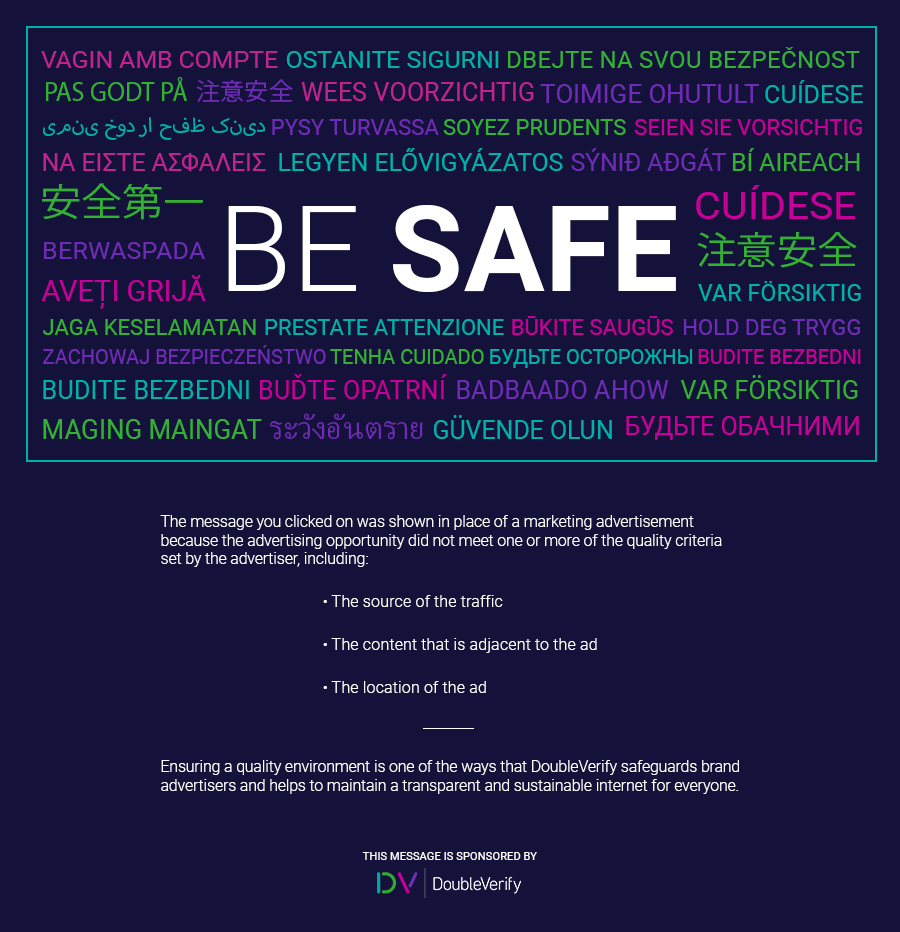 VAGIN AMB COMPTE OSTANITE SIGURNI DBEJTE NA SVOU BEZPEČNOST
PAS GODT PÅ 注意安全 WEES VOORZICHTIG TOIMIGE OHUTULT CUÍDESE
دینک ظفح ار دوخ ینمی PYSY TURVASSA SOYEZ PRUDENTS SEIEN SIE VORSICHTIG
ΝΑ ΕΙΣΤΕ ΑΣΦΑΛΕΙΣ LEGYEN ELŐVIGYÁZATOS SÝNIÐ AÐGÁT BÍ AIREACH
安全第一
BERWASPADA
AVEȚI GRIJĂ
BE SAFE
CUÍDESE
注意安全
VAR FÖRSIKTIG
JAGA KESELAMATAN PRESTATE ATTENZIONE BŪKITE SAUGŪS HOLD DEG TRYGG
ZACHOWAJ BEZPIECZEŃSTWO TENHA CUIDADO БУДЬТЕ ОСТОРОЖНЫ BUDITE BEZBEDNI
BUDITE BEZBEDNI BUĎTE OPATRNÍ BADBAADO AHOW VAR FÖRSIKTIG
MAGING MAINGAT ระวังอันตราย GÜVENDE OLUN БУДЬТЕ ОБАЧНИМИ
The message you clicked on was shown in place of a marketing advertisement
because the advertising opportunity did not meet one or more of the quality criteria
set by the advertiser, including:
• The source of the traffic
• The content that is adjacent to the ad
• The location of the ad
Ensuring a quality environment is one of the ways that DoubleVerify safeguards brand
advertisers and helps to maintain a transparent and sustainable internet for everyone.
THIS MESSAGE IS SPONSORED BY
DV DoubleVerify